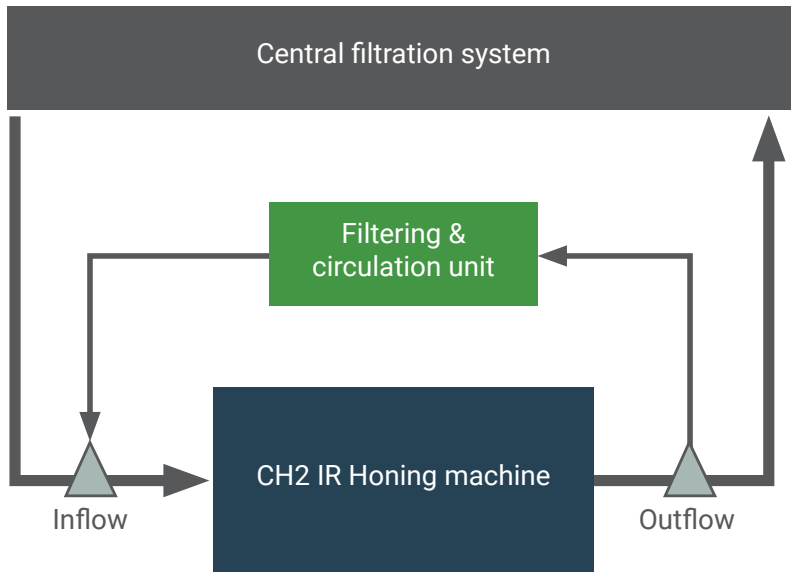 Central filtration system
Filtering &
circulation unit
CH2 IR Honing machine
Inflow
Outflow